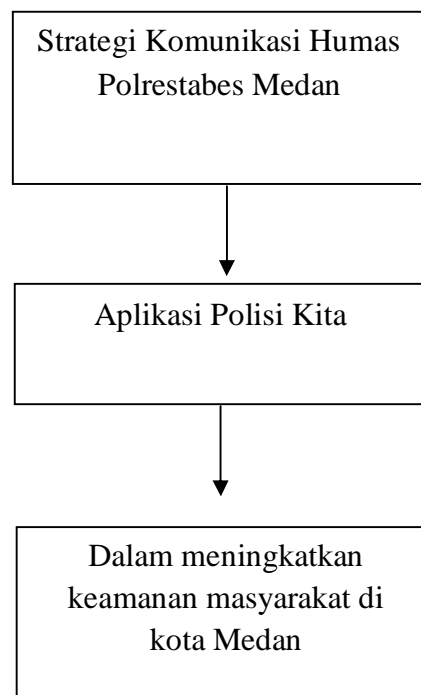 Strategi Komunikasi Humas
Polrestabes Medan
Aplikasi Polisi Kita
Dalam meningkatkan
keamanan masyarakat di
kota Medan